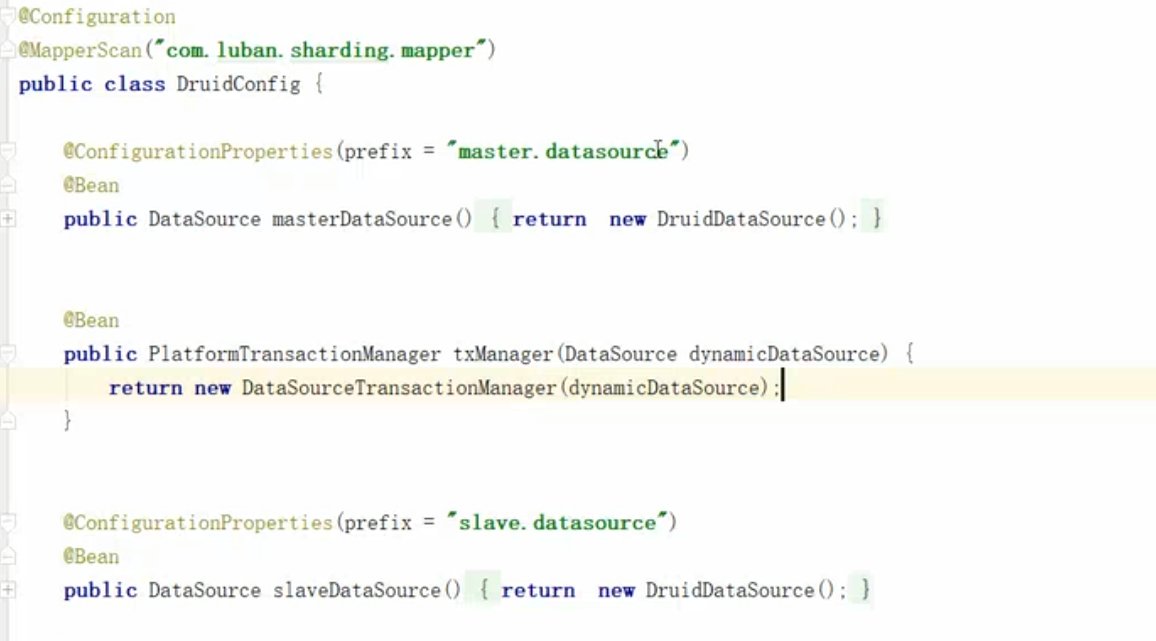 @Configuration
@MapperScan("com.luban.sharding.mapper")
public class DruidConfig {
@ConfigurationProperties(prefix = "master.datasource")
@Bean
public DataSource masterDataSource() { return new DruidDataSource(); }
@Bean
public PlatformTransactionManager txManager(DataSource dynamicDataSource) {
return new DataSourceTransactionManager(dynamicDataSource);
}
@ConfigurationProperties(prefix = "slave.datasource")
@Bean
public DataSource slaveDataSource() { return new DruidDataSource(); }